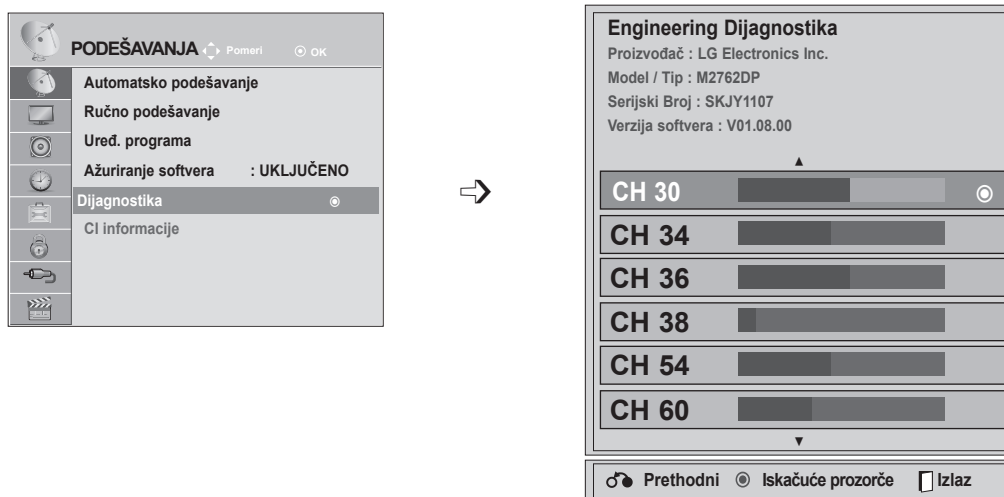 PODEŠAVANJA Pomeri OK
Automatsko podešavanje
Ručno podešavanje
Uređ. programa
Ažuriranje softvera : UKLJUČENO
Dijagnostika
CI informacije
Engineering Dijagnostika
Proizvođač : LG Electronics Inc.
Model / Tip : M2762DP
Serijski Broj : SKJY1107
Verzija softvera : V01.08.00
CH 30
CH 34
CH 36
CH 38
CH 54
CH 60
Prethodni Iskačuće prozorče Izlaz